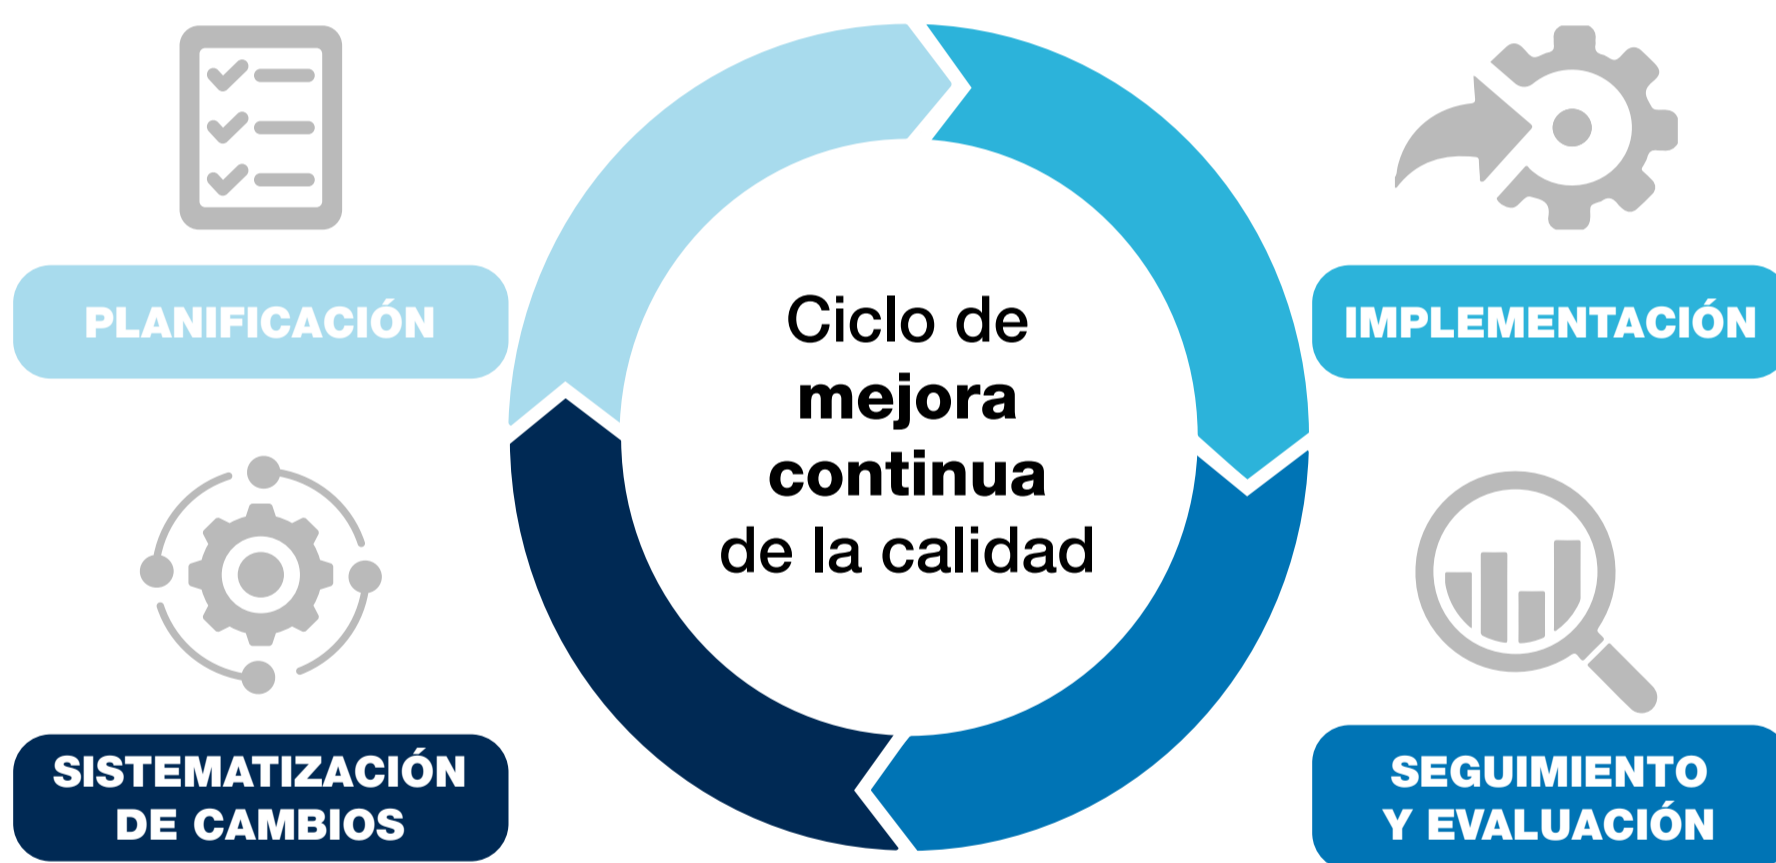 PLANIFICACIÓN
IMPLEMENTACIÓN
Ciclo de
mejora
continua
de la calidad
SISTEMATIZACIÓN
DE CAMBIOS
SEGUIMIENTO
Y EVALUACIÓN